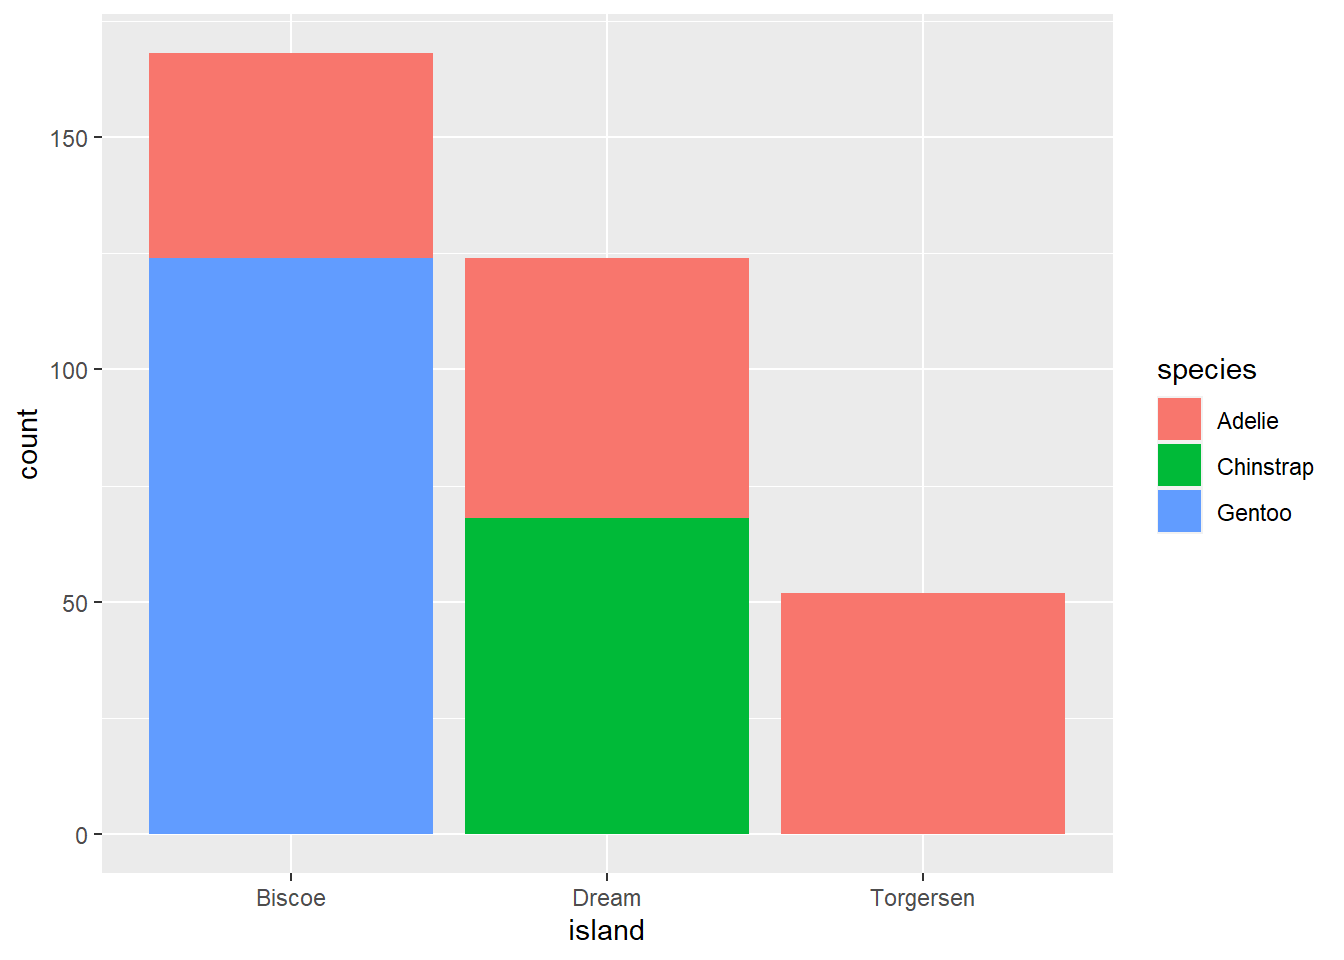 150
100
50
0
count
Biscoe
Dream
Torgersen
island
species
Adelie
Chinstrap
Gentoo